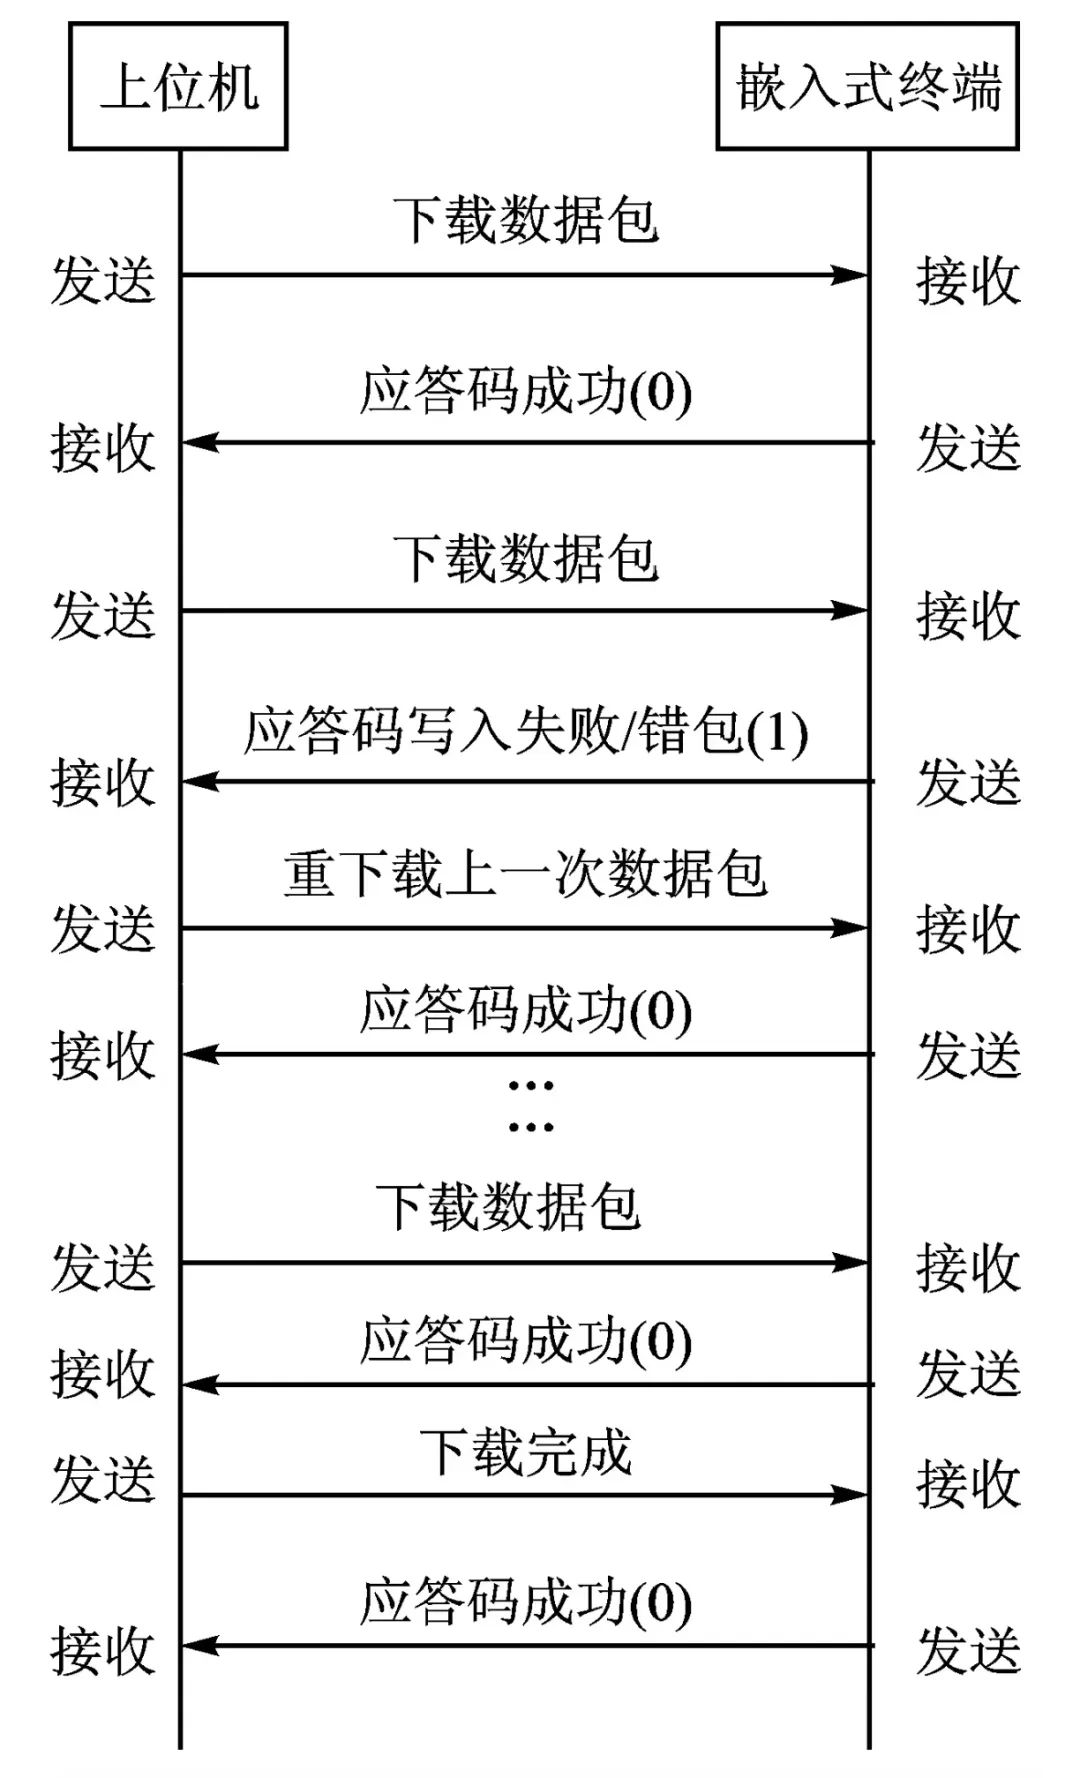 上位机
嵌入式终端
下载数据包
发送
接收
应答码成功(0)
接收
发送
下载数据包
发送
接收
应答码写入失败/错包(1)
接收
发送
重下载上一次数据包
发送
接收
应答码成功(0)
接收
发送
...
...
下载数据包
发送
接收
应答码成功(0)
接收
发送
下载完成
发送
接收
应答码成功(0)
接收
发送